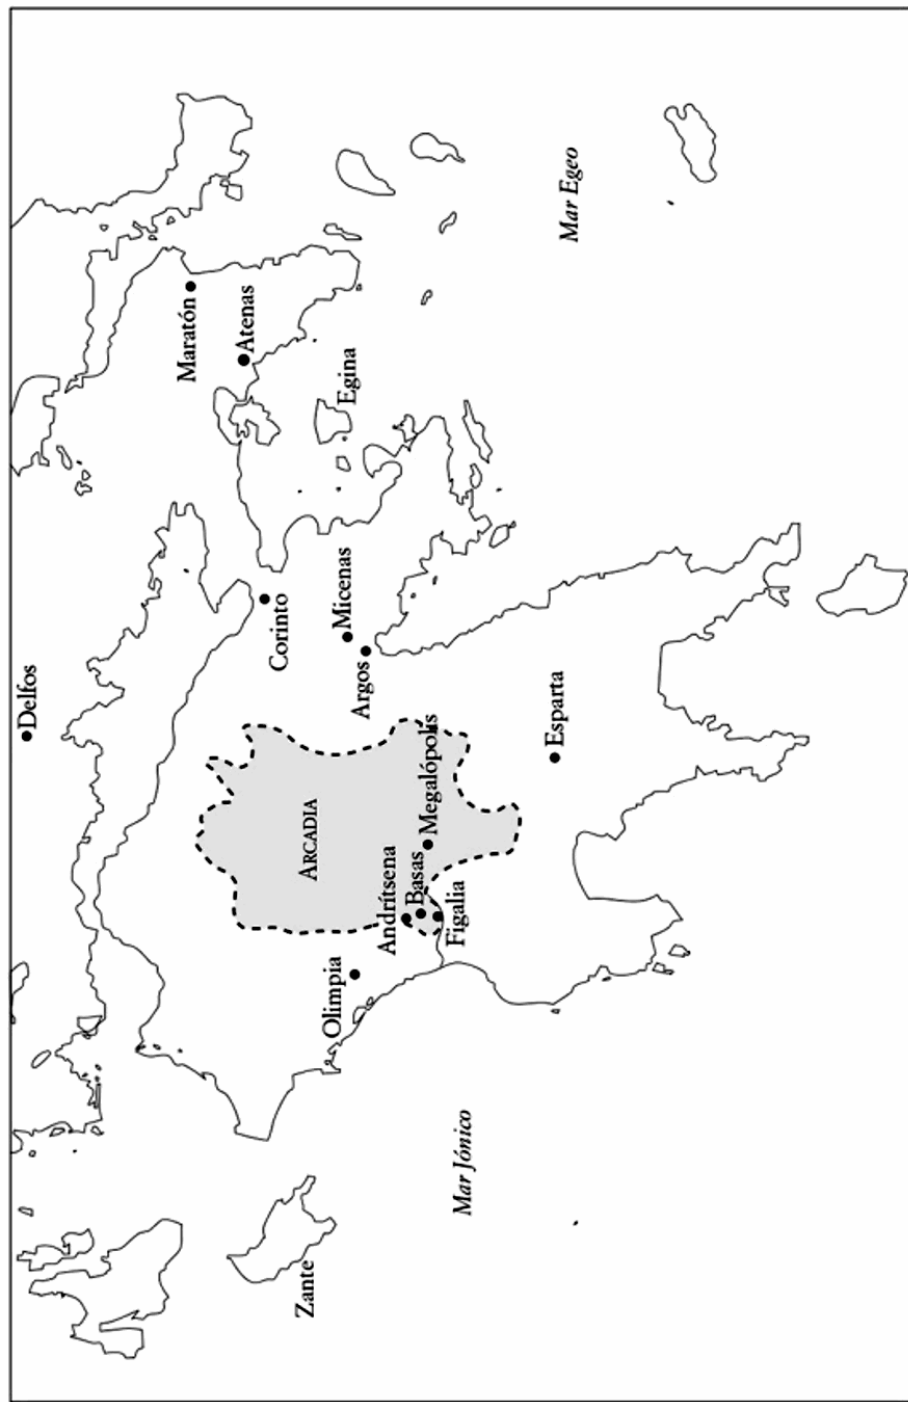 Delfos
Maratón
Atenas
Corinto
Egina
Micenas
Argos
ARCADIA
Zante
Olimpia
Andrítsena
Basas
Megalópolis
Figalia
Esparta
Mar Jónico
Mar Egeo